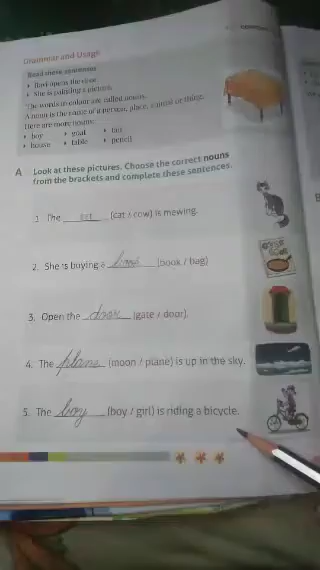 Grammar and Usage
Read these sentences
• She is painting a picture.
The words in colour are called nouns.
A noun is the name of a person, place, animal or thing.
Here are more nouns:
• boy • goat • fan
• house • table • pencil
A Look at these pictures. Choose the correct nouns
from the brackets and complete these sentences.
1. The cat (cat / cow) is mewing.
2. She is buying a (book / bag)
3. Open the door (gate / door).
4. The plane (moon / plane) is up in the sky.
5. The boy (boy / girl) is riding a bicycle.